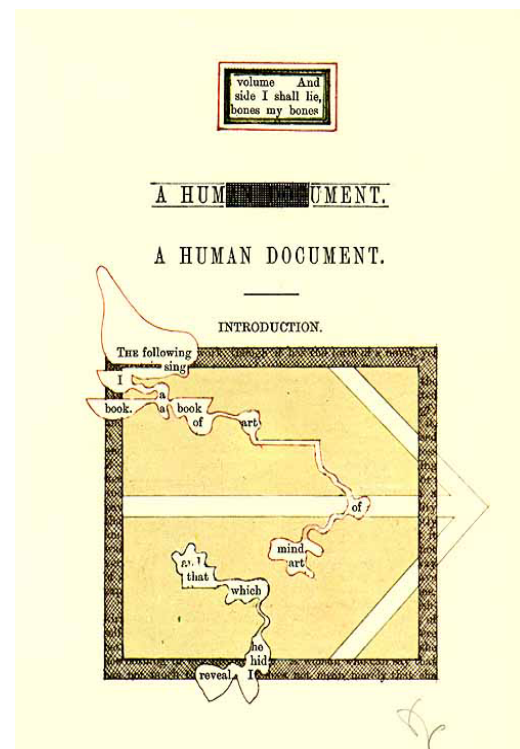 volume And
side I shall lie,
bones my bones
A HUM UMENT.
A HUMAN DOCUMENT.
INTRODUCTION.
THE following
sing
I
a
book. a book
of art
of
mind
art
that
which
he
hid
reveal I